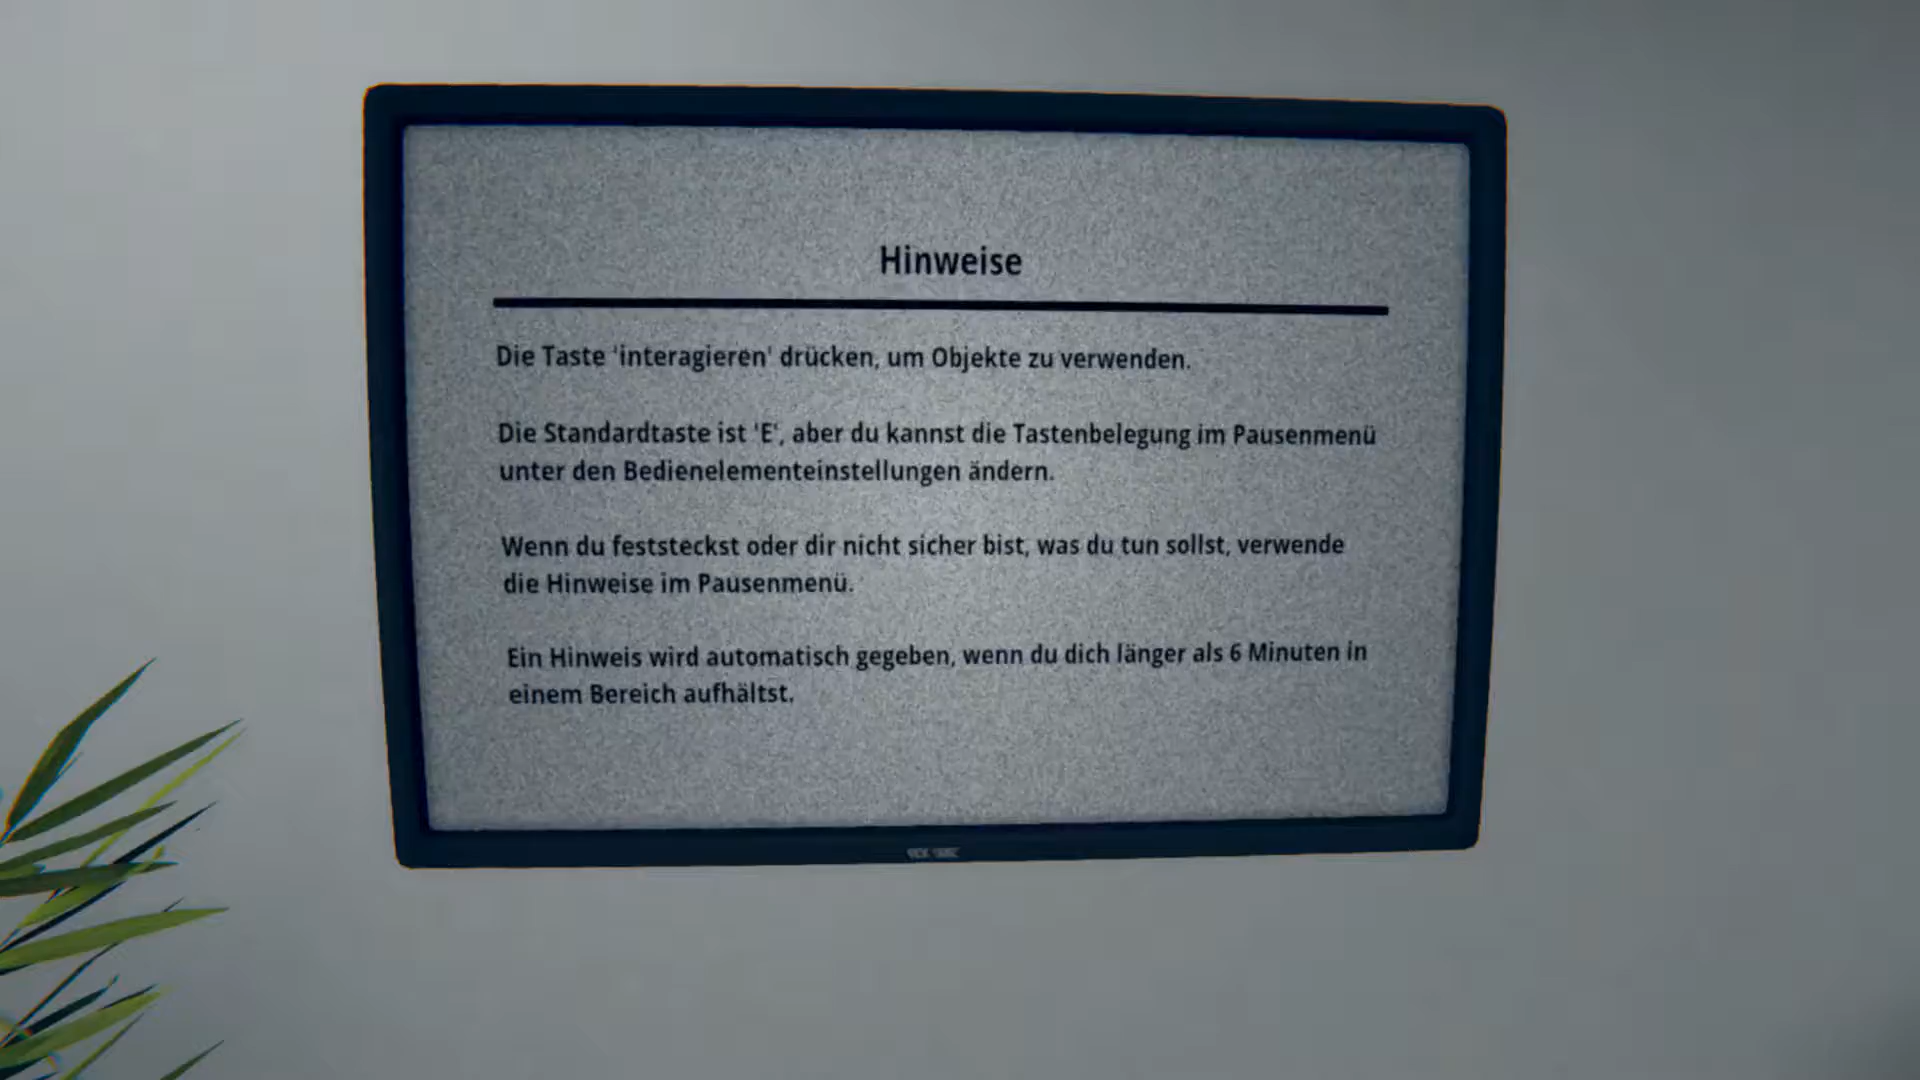 Hinweise
Die Taste 'interagieren' drücken, um Objekte zu verwenden.
Die Standardtaste ist 'E', aber du kannst die Tastenbelegung im Pausenmenü
unter den Bedienelementeinstellungen ändern.
Wenn du feststeckst oder dir nicht sicher bist, was du tun sollst, verwende
die Hinweise im Pausenmenü.
Ein Hinweis wird automatisch gegeben, wenn du dich länger als 6 Minuten in
einem Bereich aufhältst.